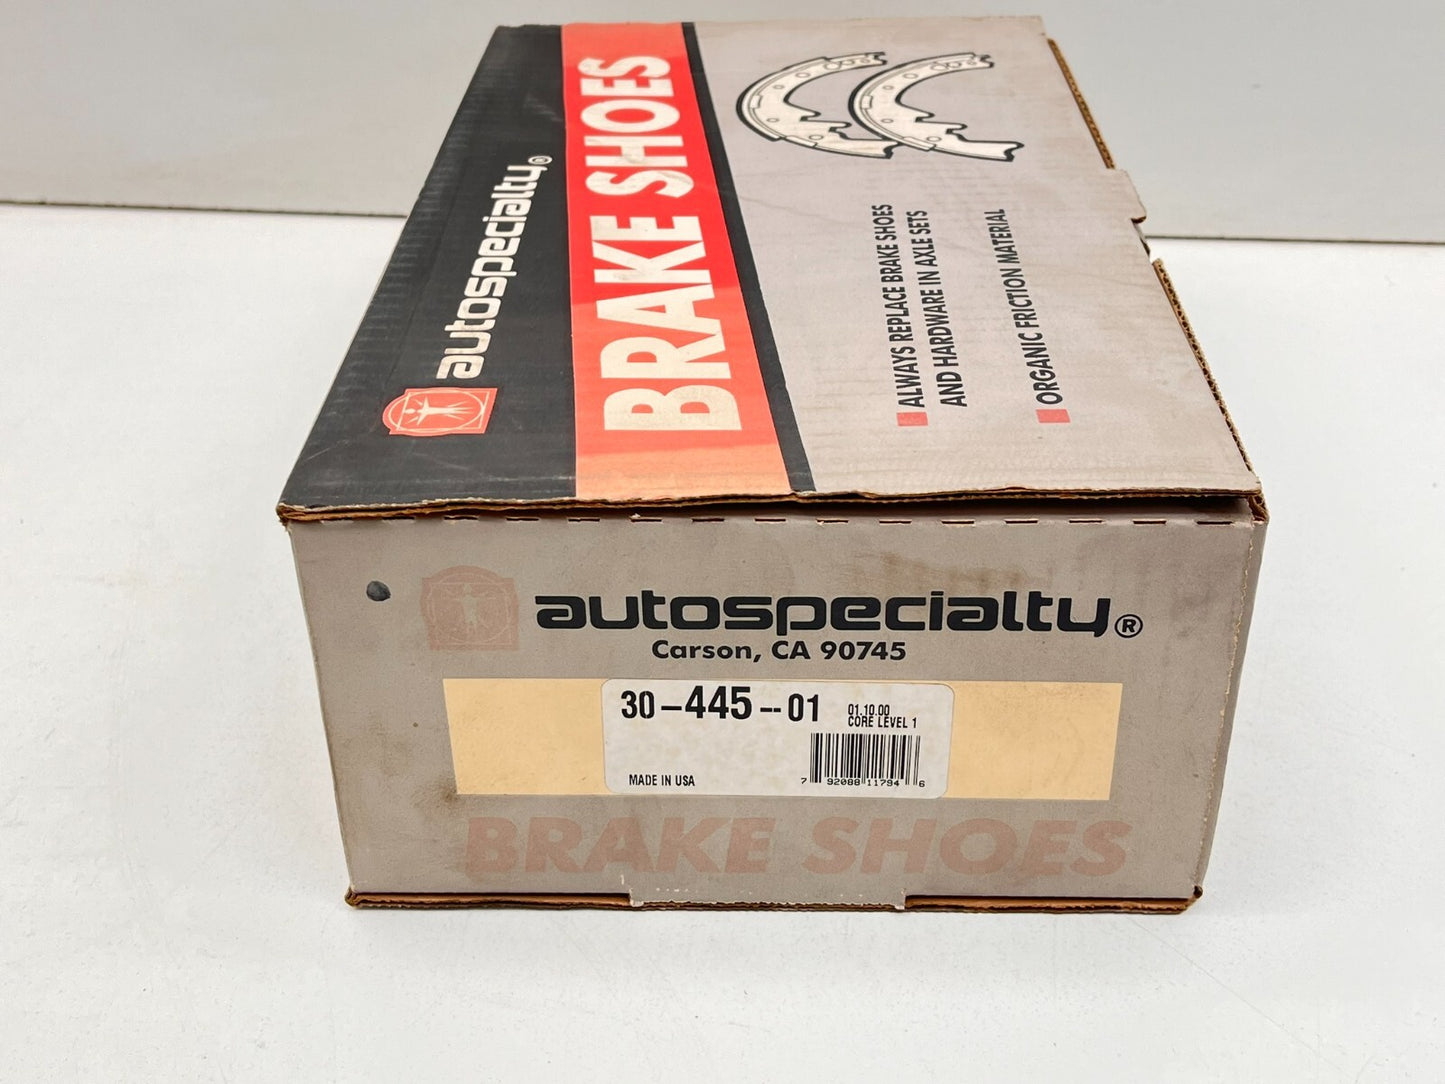 autospecialty®
BRAKE SHOES
ALWAYS REPLACE BRAKE SHOES
AND HARDWARE IN AXLE SETS
ORGANIC FRICTION MATERIAL
autospecialty®
Carson, CA 90745
30-445--01
01.10.00
CORE LEVEL 1
MADE IN USA
7 92088 11794 6
BRAKE SHOES